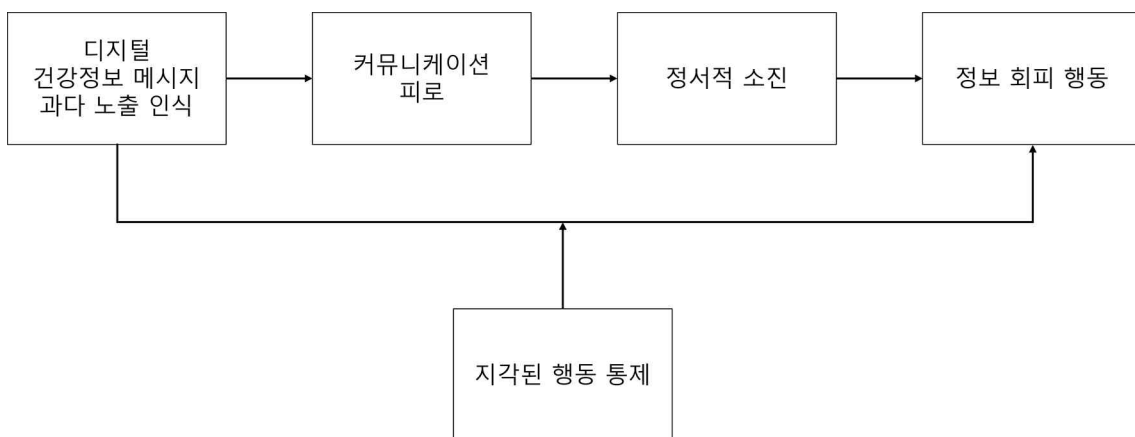 디지털
건강정보 메시지
과다 노출 인식
커뮤니케이션
피로
정서적 소진
정보 회피 행동
지각된 행동 통제